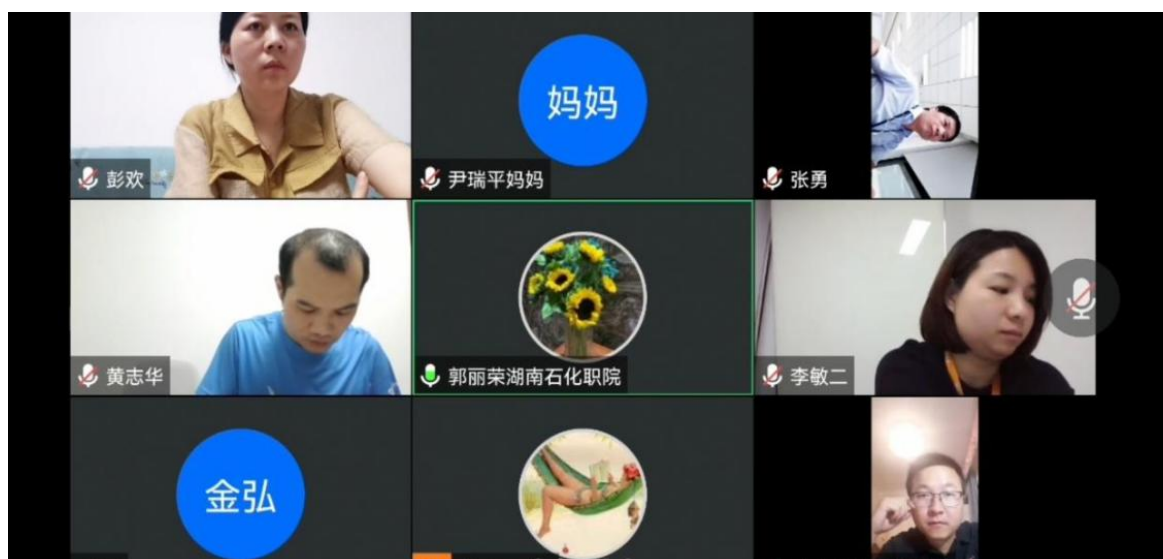 妈妈
彭欢
尹瑞平妈妈
张勇
黄志华
郭丽荣湖南石化职院
李敏二
金弘